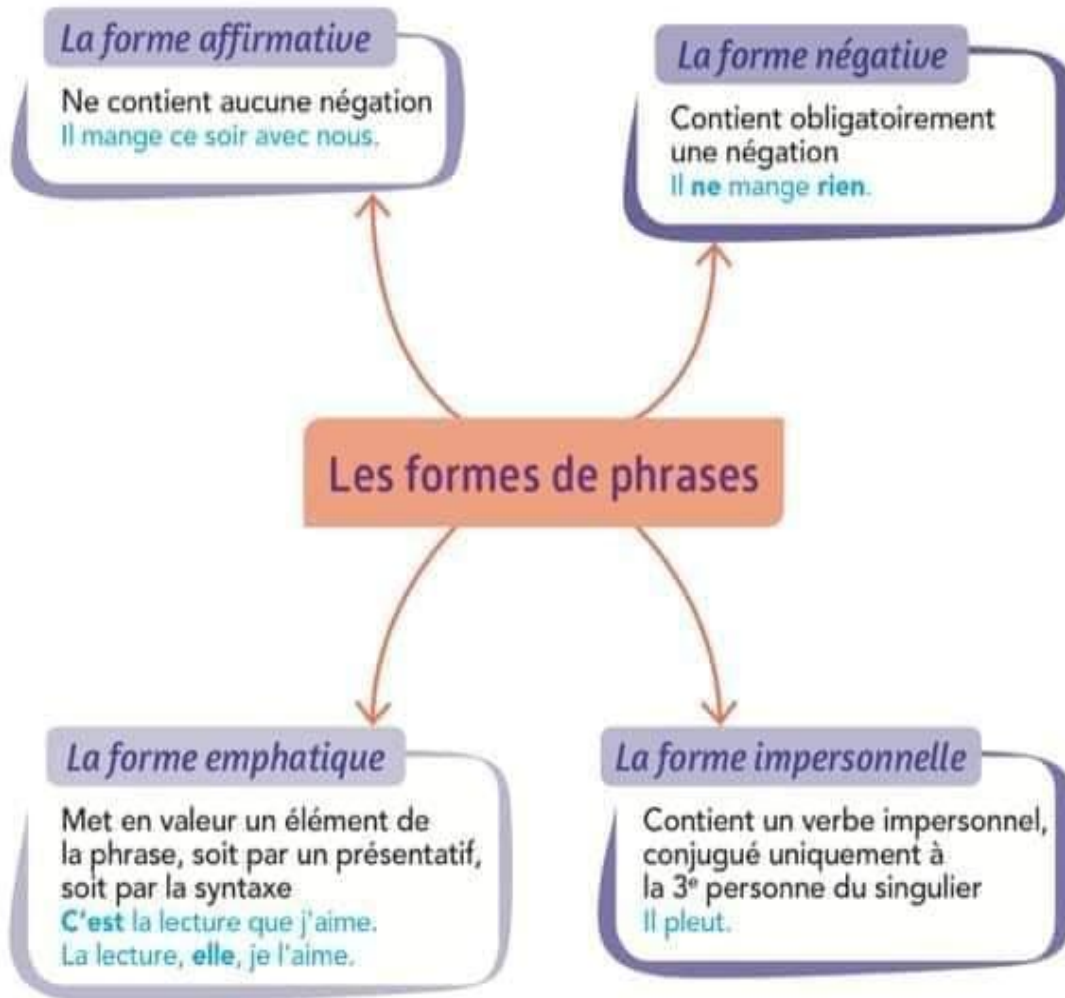 La forme affirmative
Ne contient aucune négation
Il mange ce soir avec nous.
La forme négative
Contient obligatoirement
une négation
Il ne mange rien.
Les formes de phrases
La forme emphatique
Met en valeur un élément de
la phrase, soit par un présentatif,
soit par la syntaxe
C'est la lecture que j'aime.
La lecture, elle, je l'aime.
La forme impersonnelle
Contient un verbe impersonnel,
conjugué uniquement à
la 3e personne du singulier
Il pleut.